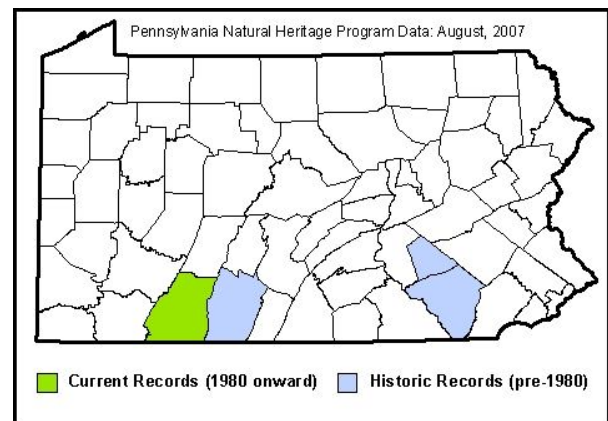 Pennsylvania Natural Heritage Program Data: August, 2007
Current Records (1980 onward) Historic Records (pre-1980)